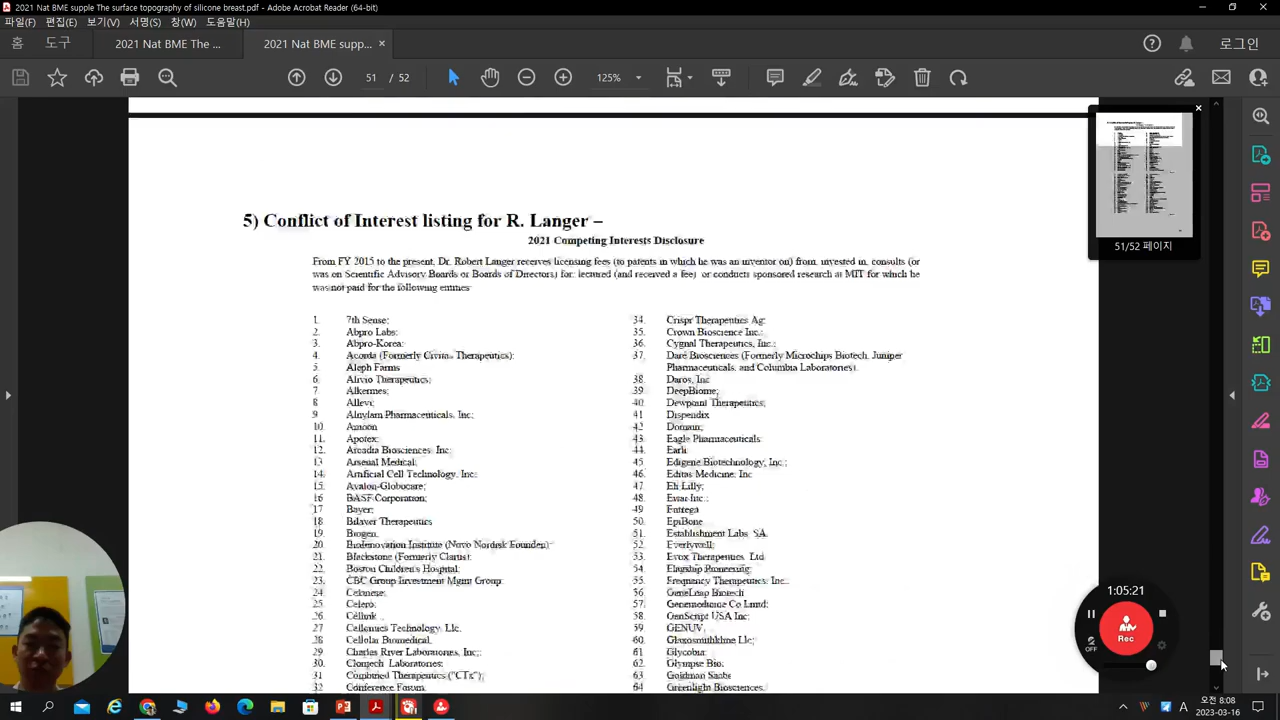 2021 Nat BME supple The surface topography of silicone breast.pdf - Adobe Acrobat Reader (64-bit)
파일(F) 편집(E) 보기(V) 서명(S) 창(W) 도움말(H)
홈 도구 2021 Nat BME The ... 2021 Nat BME supp... × 로그인
51 / 52 125%
51/52 페이지
5) Conflict of Interest listing for R. Langer –
2021 Competing Interests Disclosure
From FY 2015 to the present, Dr. Robert Langer receives licensing fees (to patents in which he was an inventor on) from, invested in, consults (or
was on Scientific Advisory Boards or Boards of Directors) for, lectured (and received a fee) or conducts sponsored research at MIT for which he
was not paid for the following entities
1. 7th Sense;
2. Abpro Labs;
3. Abpro-Korea;
4. Acorda (Formerly Civitas Therapeutics);
5. Aleph Farms
6. Alivio Therapeutics;
7 Alkermes;
8 Allevi;
9 Alnylam Pharmaceuticals, Inc;
10.
11. Apotex;
12. Arcadia Biosciences, Inc;
13 Arsenal Medical;
14. Artificial Cell Technology, Inc;
15. Avalon-Globocare;
16 BASF Corporation;
17 Bayer;
18 Bilayer Therapeutics
19. Biogen,
20. BioInnovation Institute (Novo Nordisk Founden)
21. Blackstone (Formerly Clarus);
22. Boston Children's Hospital;
23. CBC Group Investment Mgmt Group
24. Celanese;
25 Celero;
26. Cellink
27 Cellomics Technology, Llc.
28 Cellular Biomedical,
29 Charles River Laboratories, Inc;
30. Clontech Laboratories;
31 Combined Therapeutics ("CTx");
32 Conference Forum.
34. Crispr Therapeutics Ag;
35. Crown Bioscience Inc.;
36. Cygnal Therapeutics, Inc.;
37. Daré Biosciences (Formerly Microchips Biotech, Juniper
Pharmaceuticals, and Columbia Laboratories).
38. Daros, Inc
39 DeepBiome;
40 Dewpoint Therapeutics;
41 Dispendix
42 Domain;
43. Eagle Pharmaceuticals
44. Earli
45 Edigene Biotechnology, Inc.;
46. Editas Medicine, Inc
47 Eli Lilly;
48. Inc.;
49
50. EpiBone
51. Establishment Labs SA.
52. Everlywell;
53. Evox Therapeutics, Ltd
54. Flagship Pioneering;
55. Frequency Therapeutics, Inc.
56 GeneLeap Biotech
57. Genemedicine Co Lmtd;
58. GenScript USA Inc;
59. GENUV,
60. Glaxosmithkline Llc;
61 Glycobia;
62. Glympse Bio;
63. Goldman Sachs
64 Greenlight Biosciences,
1:05:21
Rec
OFF
A 오전 8:08
2023-03-16